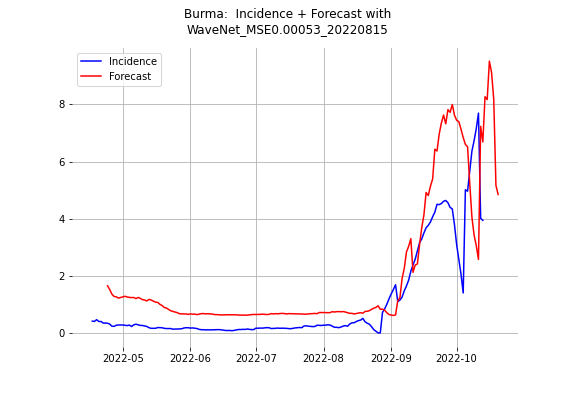 Burma:  Incidence + Forecast with
WaveNet_MSE0.00053_20220815
Incidence
Forecast
8
6
4
2
0
2022-05 2022-06 2022-07 2022-08 2022-09 2022-10